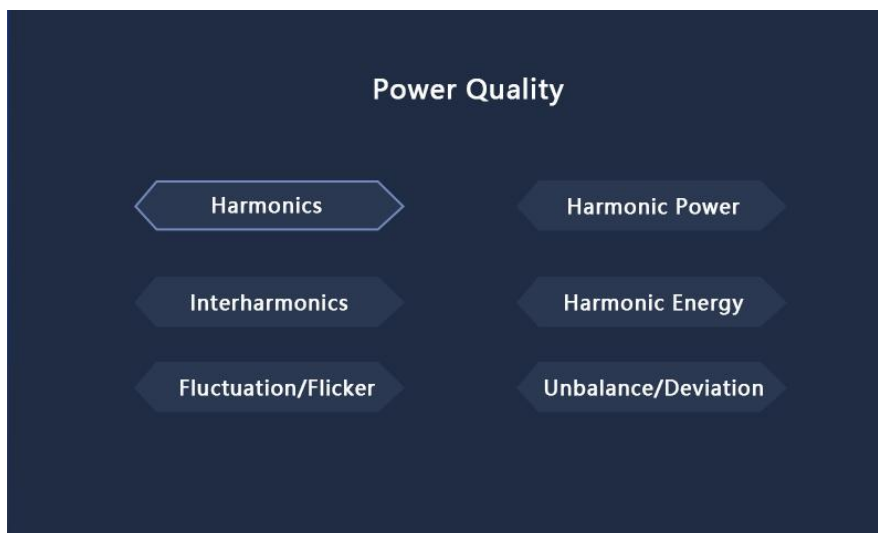 Power Quality
Harmonics
Harmonic Power
Interharmonics
Harmonic Energy
Fluctuation/Flicker
Unbalance/Deviation